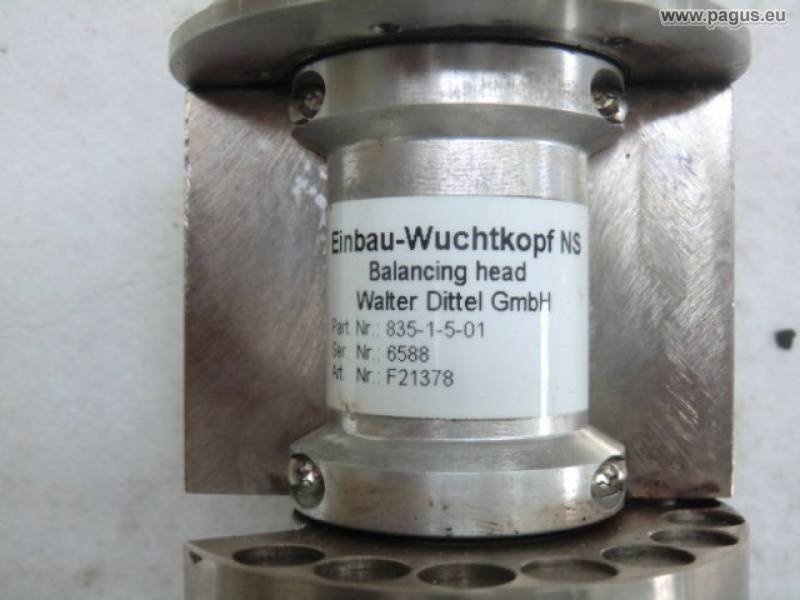 www.pagus.eu
Einbau-Wuchtkopf NS
Balancing head
Walter Dittel GmbH
Part. Nr.: 835-1-5-01
Ser. Nr.: 6588
Art. Nr.: F21378